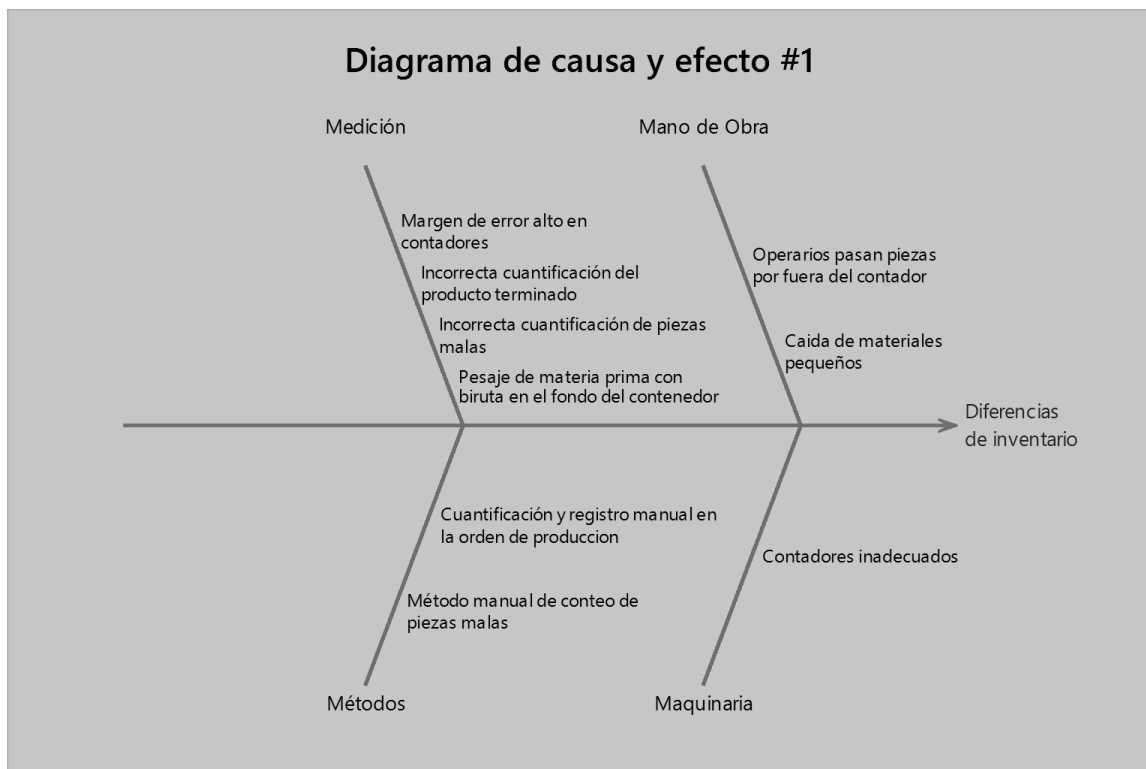 Diagrama de causa y efecto #1
Medición
Mano de Obra
Margen de error alto en
contadores
Incorrecta cuantificación del
producto terminado
Incorrecta cuantificación de piezas
malas
Pesaje de materia prima con
biruta en el fondo del contenedor
Operarios pasan piezas
por fuera del contador
Caida de materiales
pequeños
Diferencias
de inventario
Cuantificación y registro manual en
la orden de produccion
Método manual de conteo de
piezas malas
Contadores inadecuados
Métodos
Maquinaria